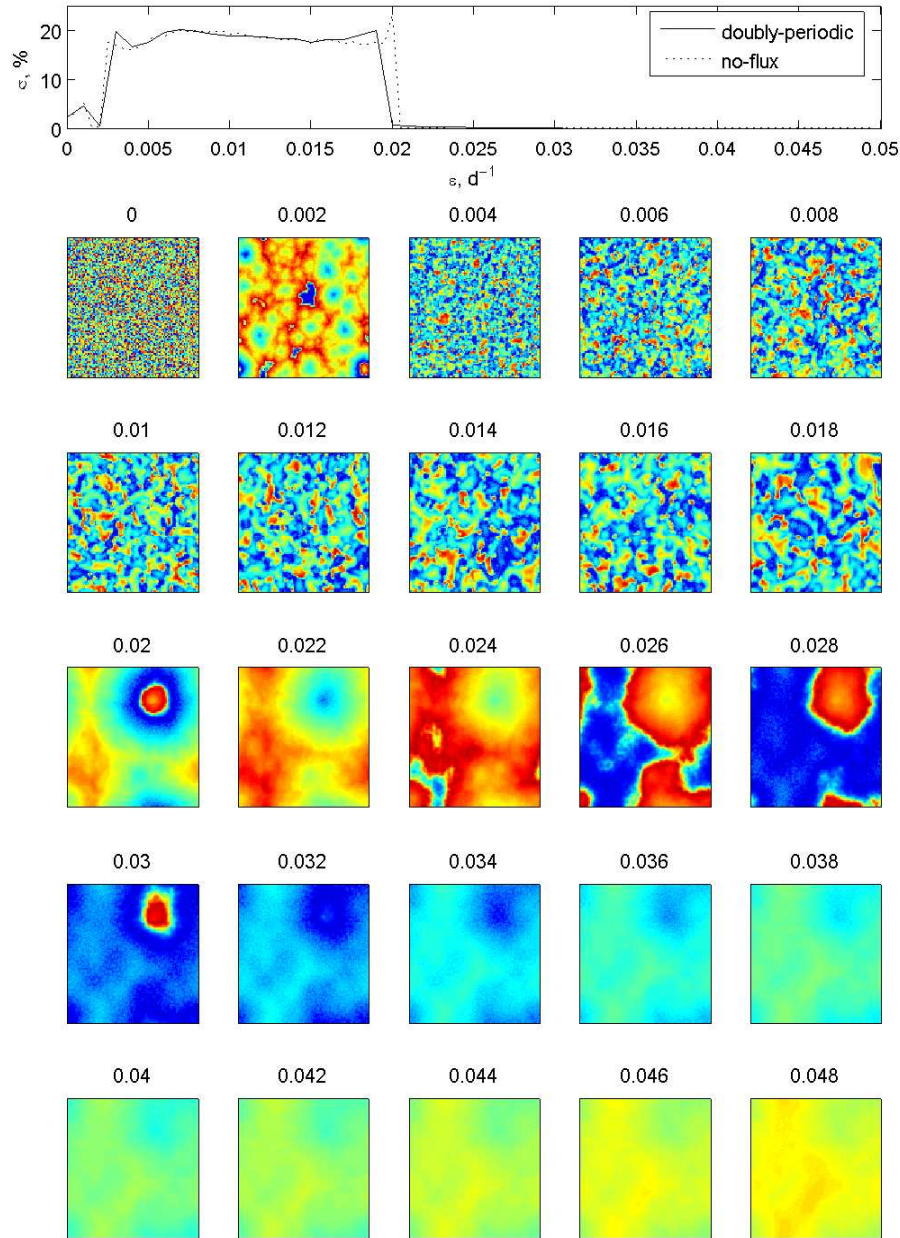 20
10
0
σ, %
doubly-periodic
no-flux
0 0.005 0.01 0.015 0.02 0.025 0.03 0.035 0.04 0.045 0.05
ε, d⁻¹
0 0.002 0.004 0.006 0.008
0.01 0.012 0.014 0.016 0.018
0.02 0.022 0.024 0.026 0.028
0.03 0.032 0.034 0.036 0.038
0.04 0.042 0.044 0.046 0.048